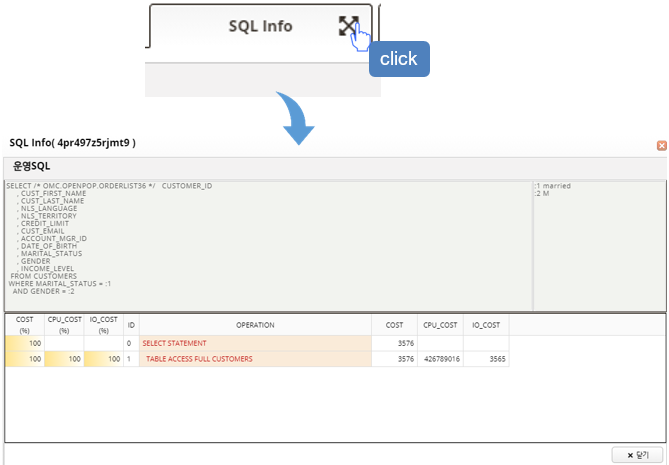 SQL Info
click
SQL Info( 4pr497z5rjmt9 )
운영SQL
SELECT /* OMC.OPENPOP.ORDERLIST36 */ CUSTOMER_ID
, CUST_FIRST_NAME
, CUST_LAST_NAME
, NLS_LANGUAGE
, NLS_TERRITORY
, CREDIT_LIMIT
, CUST_EMAIL
, ACCOUNT_MGR_ID
, DATE_OF_BIRTH
, MARITAL_STATUS
, GENDER
, INCOME_LEVEL
FROM CUSTOMERS
WHERE MARITAL_STATUS = :1
AND GENDER = :2
:1 married
:2 M
COST (%) CPU_COST (%) IO_COST (%) ID OPERATION COST CPU_COST IO_COST
100 0 SELECT STATEMENT 3576
100 100 100 1 TABLE ACCESS FULL CUSTOMERS 3576 426789016 3565
× 닫기